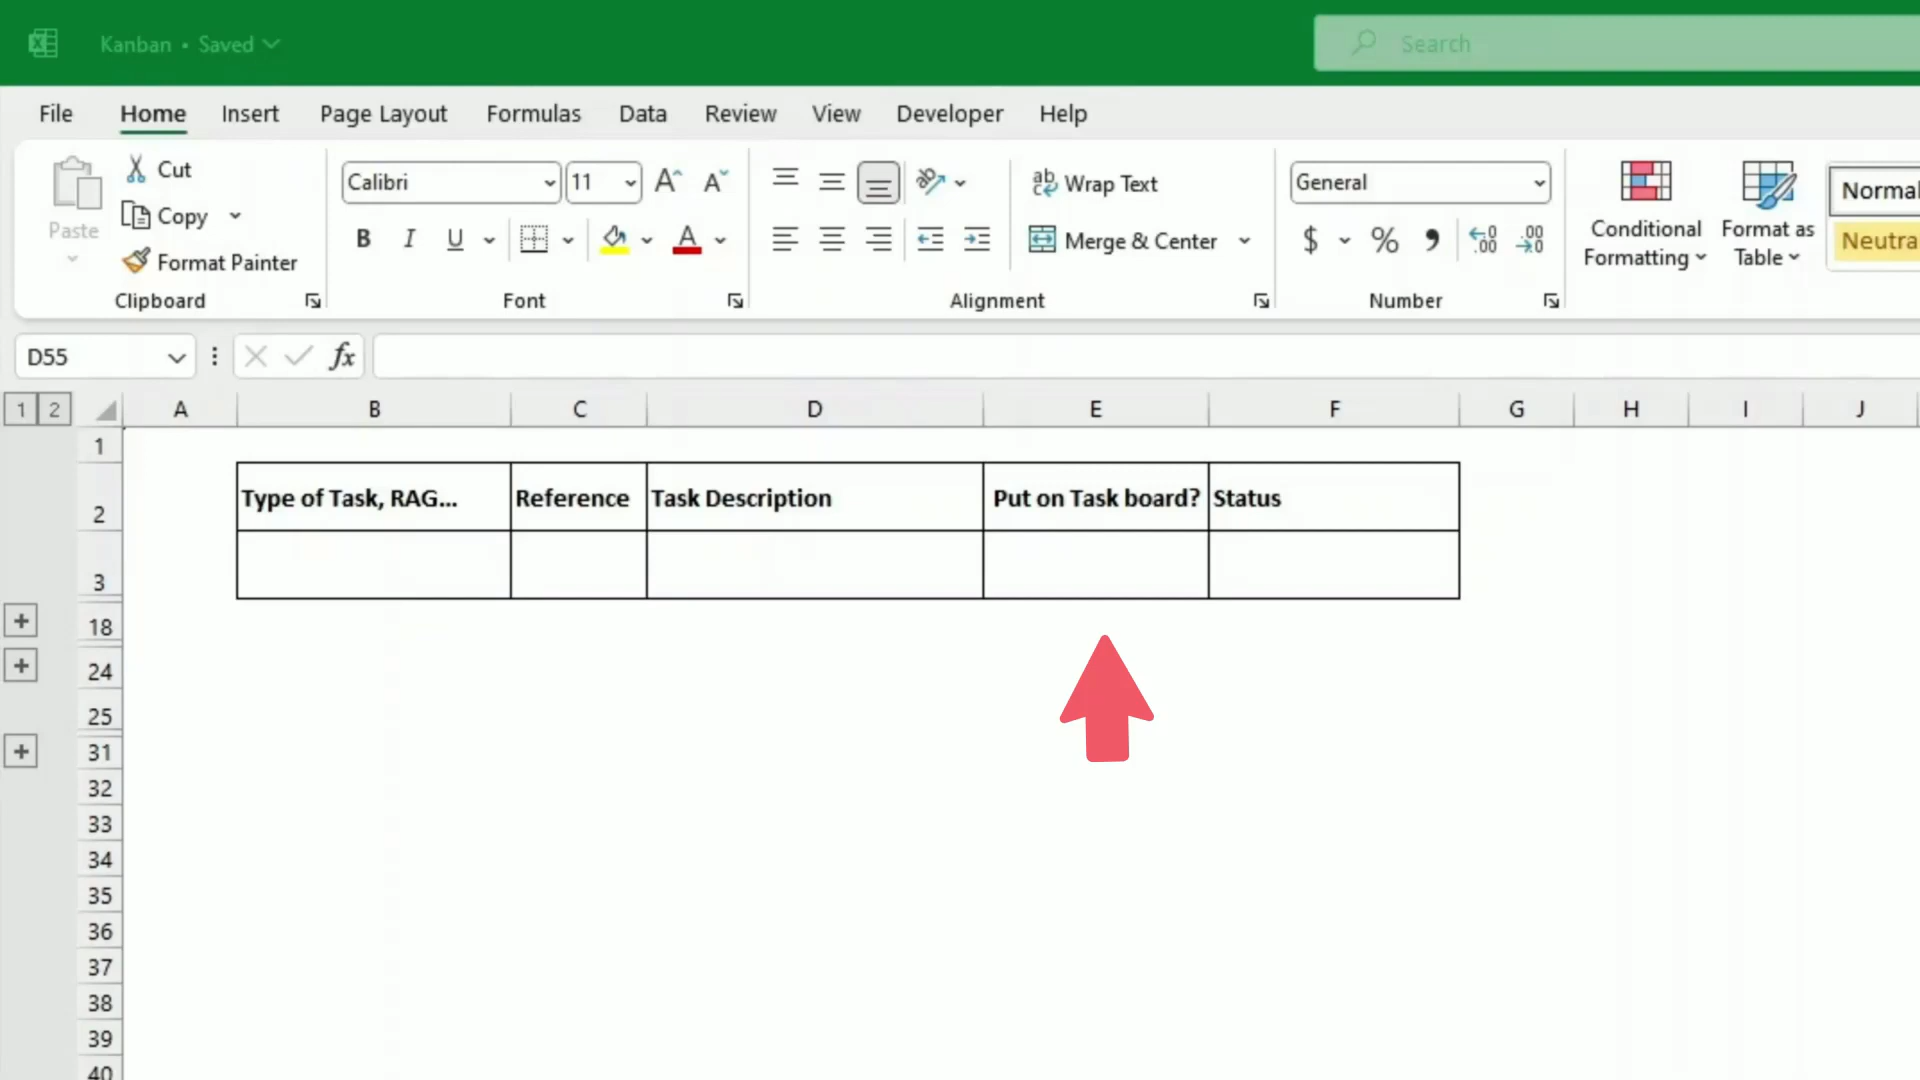 Kanban • Saved
Search
File Home Insert Page Layout Formulas Data Review View Developer Help
Paste
Cut
Copy
Format Painter
Clipboard
Calibri 11
B I U A
Font
Wrap Text
Merge & Center
Alignment
General
$ % 9
Number
Conditional Formatting
Format as Table
Normal
Neutra
D55
fx
1 2
A B C D E F G H I J
1
2 Type of Task, RAG... Reference Task Description Put on Task board? Status
3
18
24
25
31
32
33
34
35
36
37
38
39
40